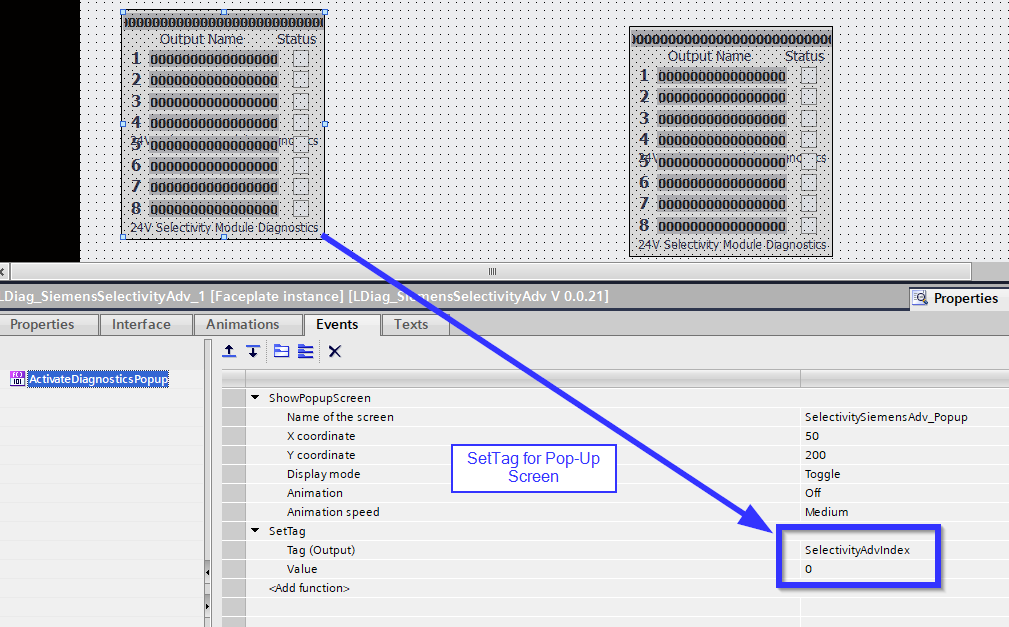 Output Name Status
1 0000000000000000
2 0000000000000000
3 0000000000000000
4 0000000000000000
5 0000000000000000
6 0000000000000000
7 0000000000000000
8 0000000000000000
24V Selectivity Module Diagnostics
Output Name Status
1 0000000000000000
2 0000000000000000
3 0000000000000000
4 0000000000000000
5 0000000000000000
6 0000000000000000
7 0000000000000000
8 0000000000000000
24V Selectivity Module Diagnostics
LDiag_SiemensSelectivityAdv_1 [Faceplate instance] [LDiag_SiemensSelectivityAdv V 0.0.21]
Properties
Properties Interface Animations Events Texts
ActivateDiagnosticsPopup
ShowPopupScreen
Name of the screen SelectivitySiemensAdv_Popup
X coordinate 50
Y coordinate 200
Display mode Toggle
Animation Off
Animation speed Medium
SetTag
Tag (Output) SelectivityAdvIndex
Value 0
<Add function>
SetTag for Pop-Up
Screen